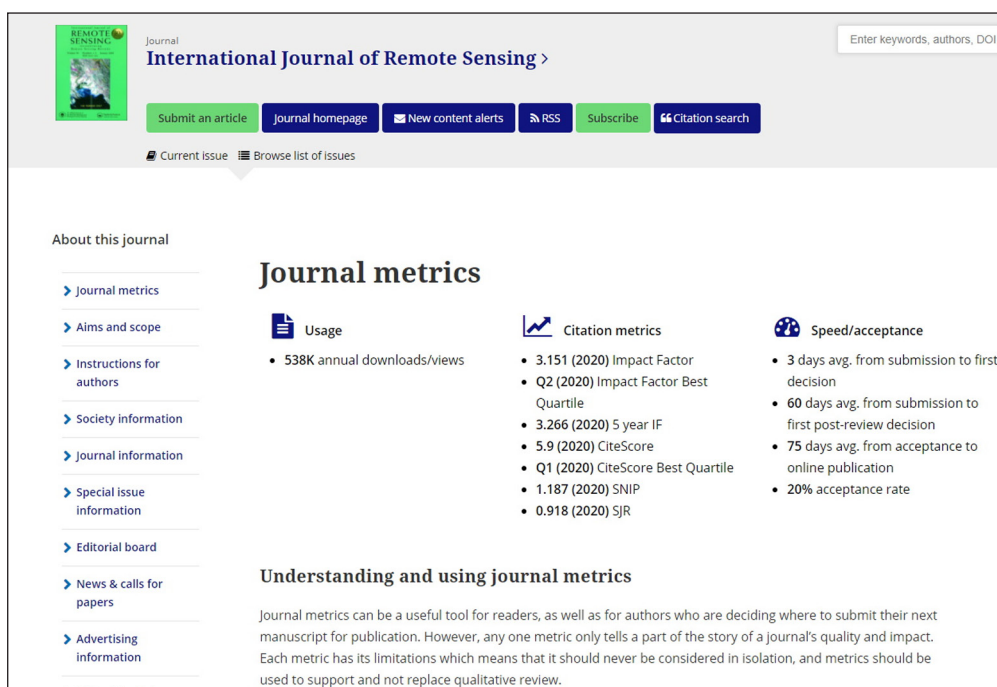 REMOTE
SENSING
Journal
International Journal of Remote Sensing >
Enter keywords, authors, DOI
Submit an article
Journal homepage
New content alerts
RSS
Subscribe
Citation search
Current issue
Browse list of issues
About this journal
Journal metrics
Aims and scope
Instructions for
authors
Society information
Journal information
Special issue
information
Editorial board
News & calls for
papers
Advertising
information
Journal metrics
Usage
• 538K annual downloads/views
Citation metrics
• 3.151 (2020) Impact Factor
• Q2 (2020) Impact Factor Best
Quartile
• 3.266 (2020) 5 year IF
• 5.9 (2020) CiteScore
• Q1 (2020) CiteScore Best Quartile
• 1.187 (2020) SNIP
• 0.918 (2020) SJR
Speed/acceptance
• 3 days avg. from submission to first
decision
• 60 days avg. from submission to
first post-review decision
• 75 days avg. from acceptance to
online publication
• 20% acceptance rate
Understanding and using journal metrics
Journal metrics can be a useful tool for readers, as well as for authors who are deciding where to submit their next
manuscript for publication. However, any one metric only tells a part of the story of a journal's quality and impact.
Each metric has its limitations which means that it should never be considered in isolation, and metrics should be
used to support and not replace qualitative review.